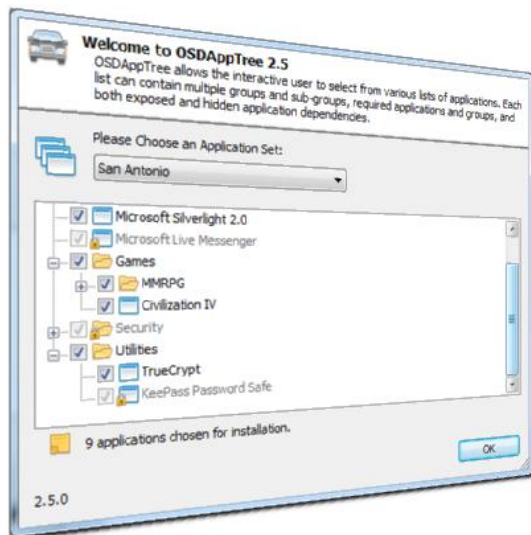 Welcome to OSDAppTree 2.5
OSDAppTree allows the interactive user to select from various lists of applications. Each
list can contain multiple groups and sub-groups, required applications and groups, and
both exposed and hidden application dependencies.
Please Choose an Application Set:
San Antonio
Microsoft Silverlight 2.0
Microsoft Live Messenger
Games
MMRPG
Civilization IV
Security
Utilities
TrueCrypt
KeePass Password Safe
9 applications chosen for installation.
OK
2.5.0